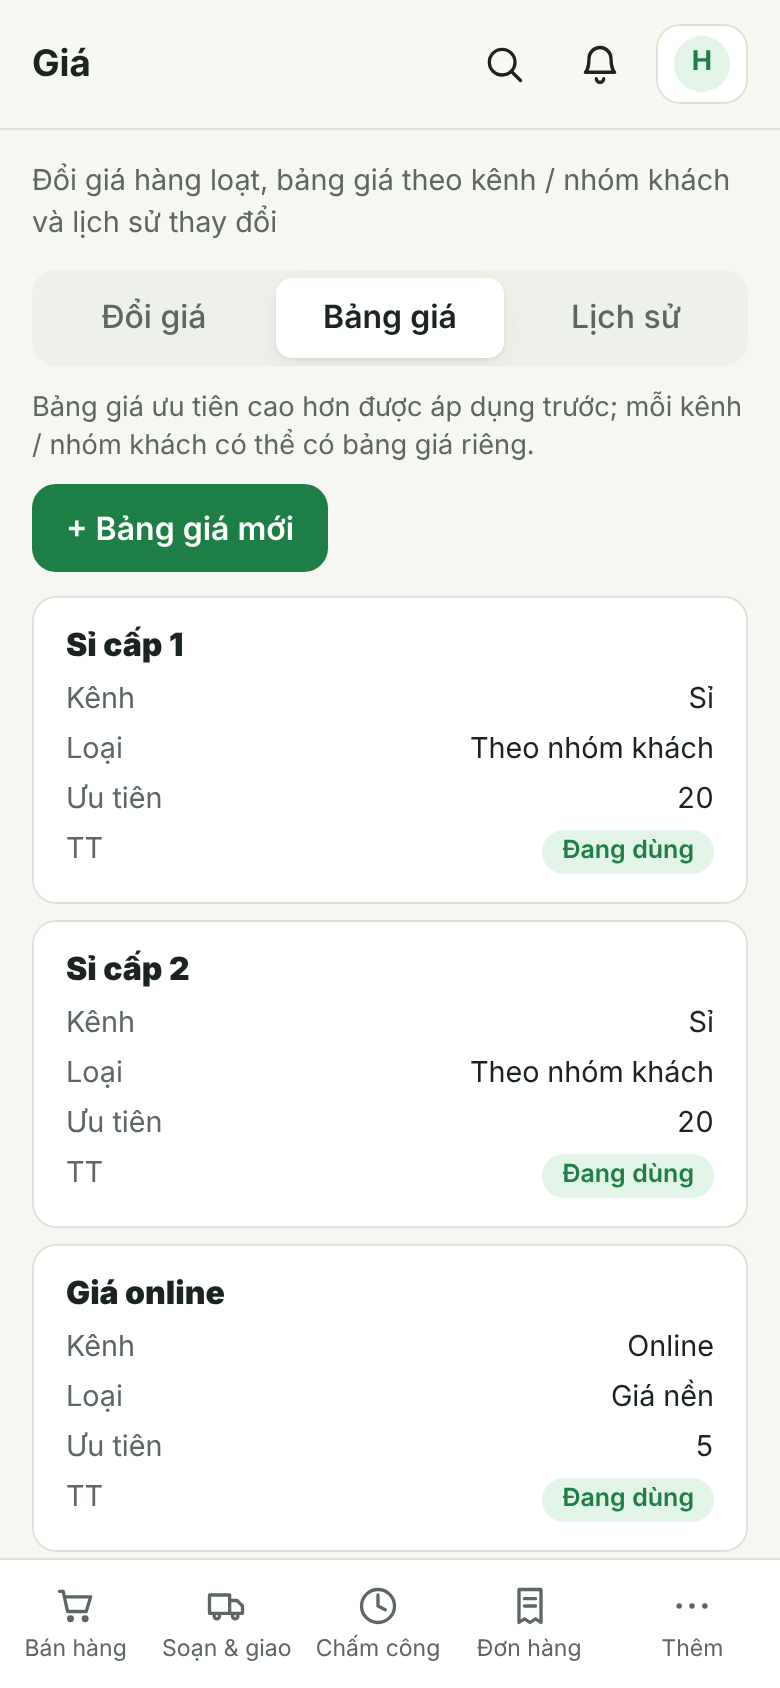 Giá
H
Đổi giá hàng loạt, bảng giá theo kênh / nhóm khách
và lịch sử thay đổi
Đổi giá
Bảng giá
Lịch sử
Bảng giá ưu tiên cao hơn được áp dụng trước; mỗi kênh
/ nhóm khách có thể có bảng giá riêng.
+ Bảng giá mới
Sỉ cấp 1
Kênh Sỉ
Loại Theo nhóm khách
Ưu tiên 20
TT Đang dùng
Sỉ cấp 2
Kênh Sỉ
Loại Theo nhóm khách
Ưu tiên 20
TT Đang dùng
Giá online
Kênh Online
Loại Giá nền
Ưu tiên 5
TT Đang dùng
Bán hàng
Soạn & giao
Chấm công
Đơn hàng
Thêm